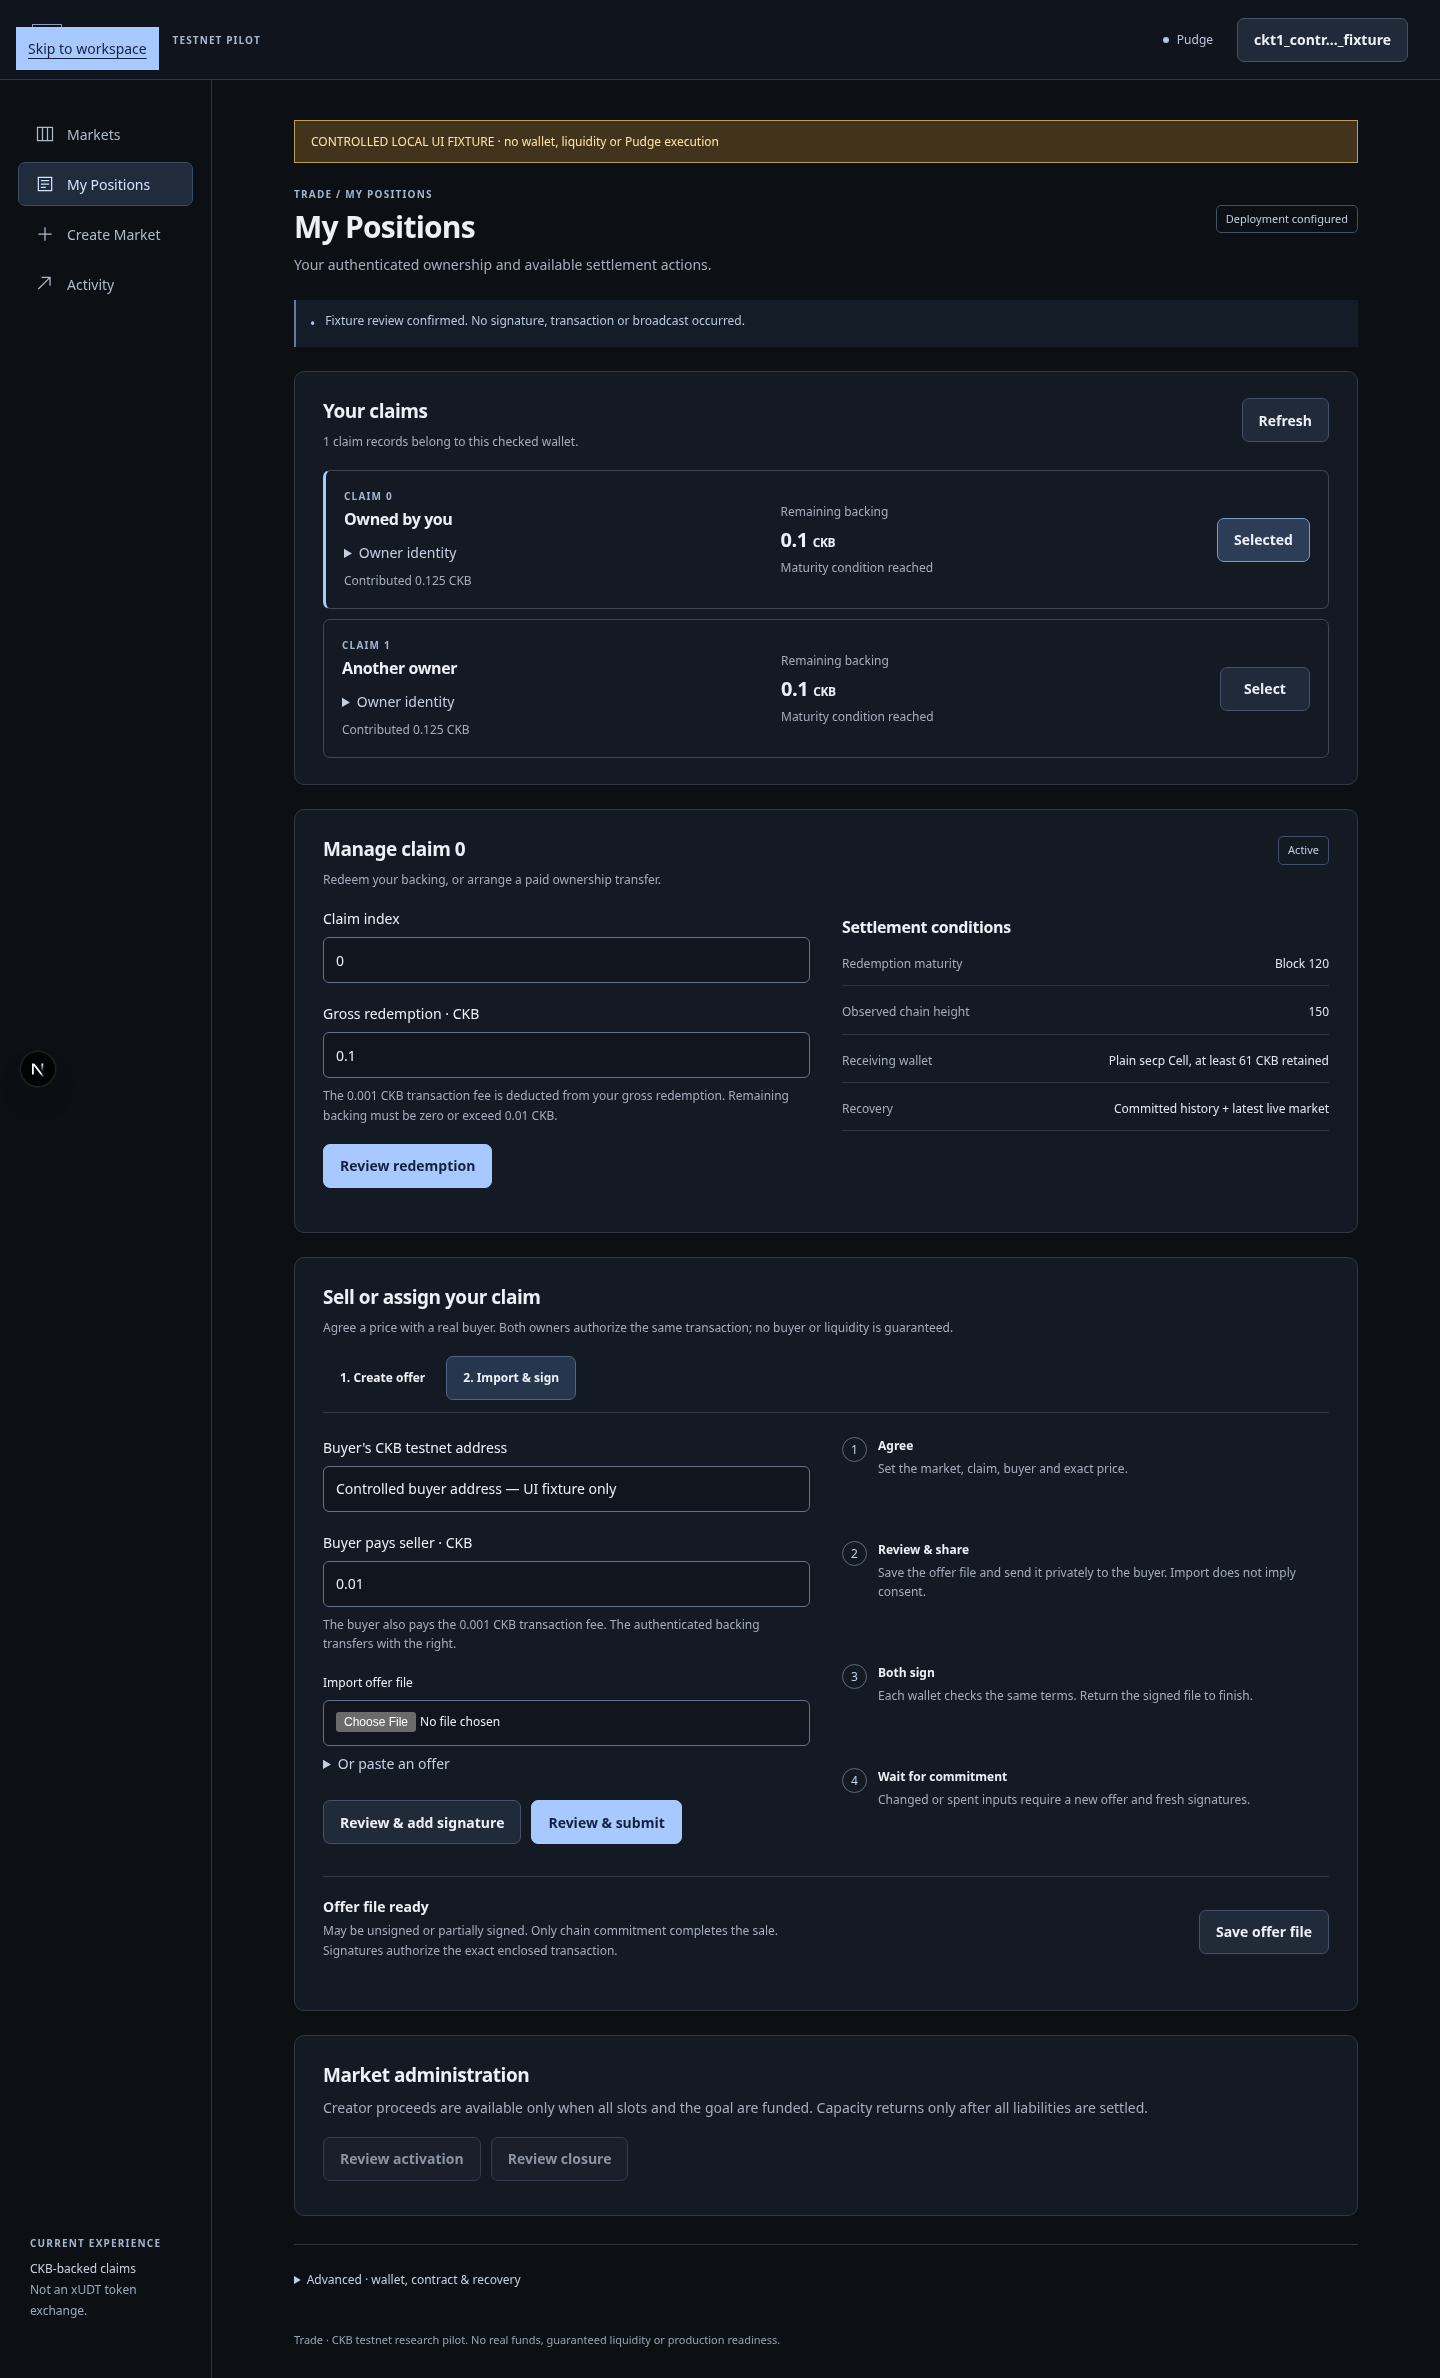 Skip to workspace
TESTNET PILOT
Pudge
ckt1_contr..._fixture
Markets
My Positions
Create Market
Activity
CONTROLLED LOCAL UI FIXTURE · no wallet, liquidity or Pudge execution
TRADE / MY POSITIONS
My Positions
Deployment configured
Your authenticated ownership and available settlement actions.
• Fixture review confirmed. No signature, transaction or broadcast occurred.
Your claims
1 claim records belong to this checked wallet.
Refresh
CLAIM 0
Owned by you
Owner identity
Contributed 0.125 CKB
Remaining backing
0.1 CKB
Maturity condition reached
Selected
CLAIM 1
Another owner
Owner identity
Contributed 0.125 CKB
Remaining backing
0.1 CKB
Maturity condition reached
Select
Manage claim 0
Active
Redeem your backing, or arrange a paid ownership transfer.
Claim index
0
Gross redemption · CKB
0.1
The 0.001 CKB transaction fee is deducted from your gross redemption. Remaining
backing must be zero or exceed 0.01 CKB.
Review redemption
Settlement conditions
Redemption maturity Block 120
Observed chain height 150
Receiving wallet Plain secp Cell, at least 61 CKB retained
Recovery Committed history + latest live market
Sell or assign your claim
Agree a price with a real buyer. Both owners authorize the same transaction; no buyer or liquidity is guaranteed.
1. Create offer
2. Import & sign
Buyer's CKB testnet address
Controlled buyer address — UI fixture only
Buyer pays seller · CKB
0.01
The buyer also pays the 0.001 CKB transaction fee. The authenticated backing
transfers with the right.
Import offer file
Choose File No file chosen
Or paste an offer
Review & add signature
Review & submit
1 Agree
Set the market, claim, buyer and exact price.
2 Review & share
Save the offer file and send it privately to the buyer. Import does not imply
consent.
3 Both sign
Each wallet checks the same terms. Return the signed file to finish.
4 Wait for commitment
Changed or spent inputs require a new offer and fresh signatures.
Offer file ready
May be unsigned or partially signed. Only chain commitment completes the sale.
Signatures authorize the exact enclosed transaction.
Save offer file
Market administration
Creator proceeds are available only when all slots and the goal are funded. Capacity returns only after all liabilities are settled.
Review activation
Review closure
CURRENT EXPERIENCE
CKB-backed claims
Not an xUDT token
exchange.
Advanced · wallet, contract & recovery
Trade · CKB testnet research pilot. No real funds, guaranteed liquidity or production readiness.